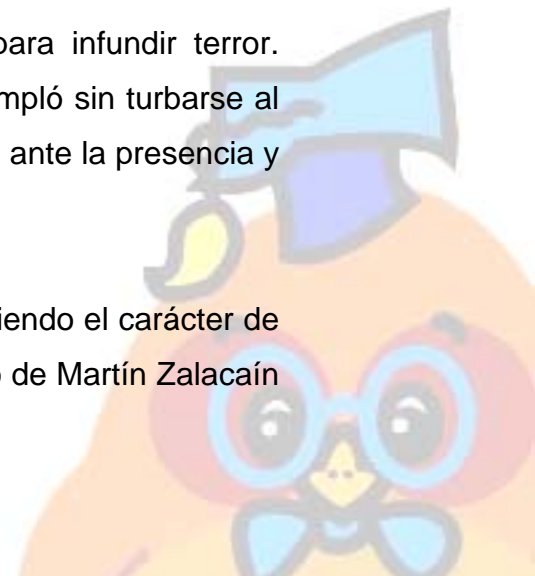 para infundir terror.
mpló sin turbarse al
ante la presencia y
iendo el carácter de
o de Martín Zalacaín